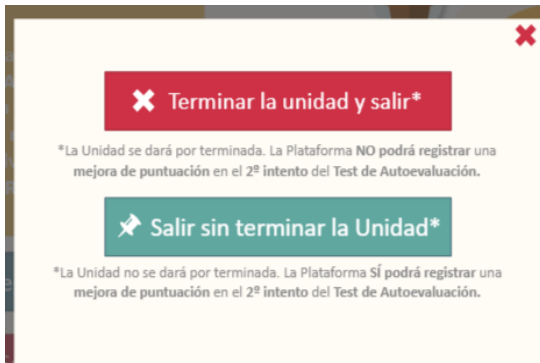 Terminar la unidad y salir*
*La Unidad se dará por terminada. La Plataforma NO podrá registrar una
mejora de puntuación en el 2º intento del Test de Autoevaluación.
Salir sin terminar la Unidad*
*La Unidad no se dará por terminada. La Plataforma SÍ podrá registrar una
mejora de puntuación en el 2º intento del Test de Autoevaluación.